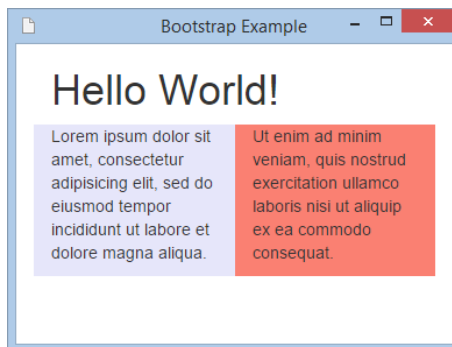 Bootstrap Example
Hello World!
Lorem ipsum dolor sit
amet, consectetur
adipisicing elit, sed do
eiusmod tempor
incididunt ut labore et
dolore magna aliqua.
Ut enim ad minim
veniam, quis nostrud
exercitation ullamco
laboris nisi ut aliquip
ex ea commodo
consequat.